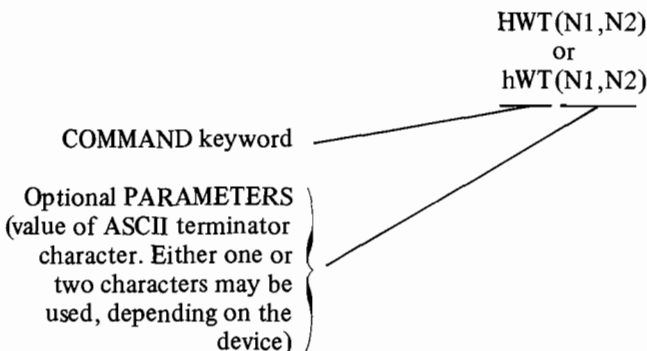 HWT(N1,N2)
or
hWT(N1,N2)
COMMAND keyword
Optional PARAMETERS
(value of ASCII terminator
character. Either one or
two characters may be
used, depending on the
device)